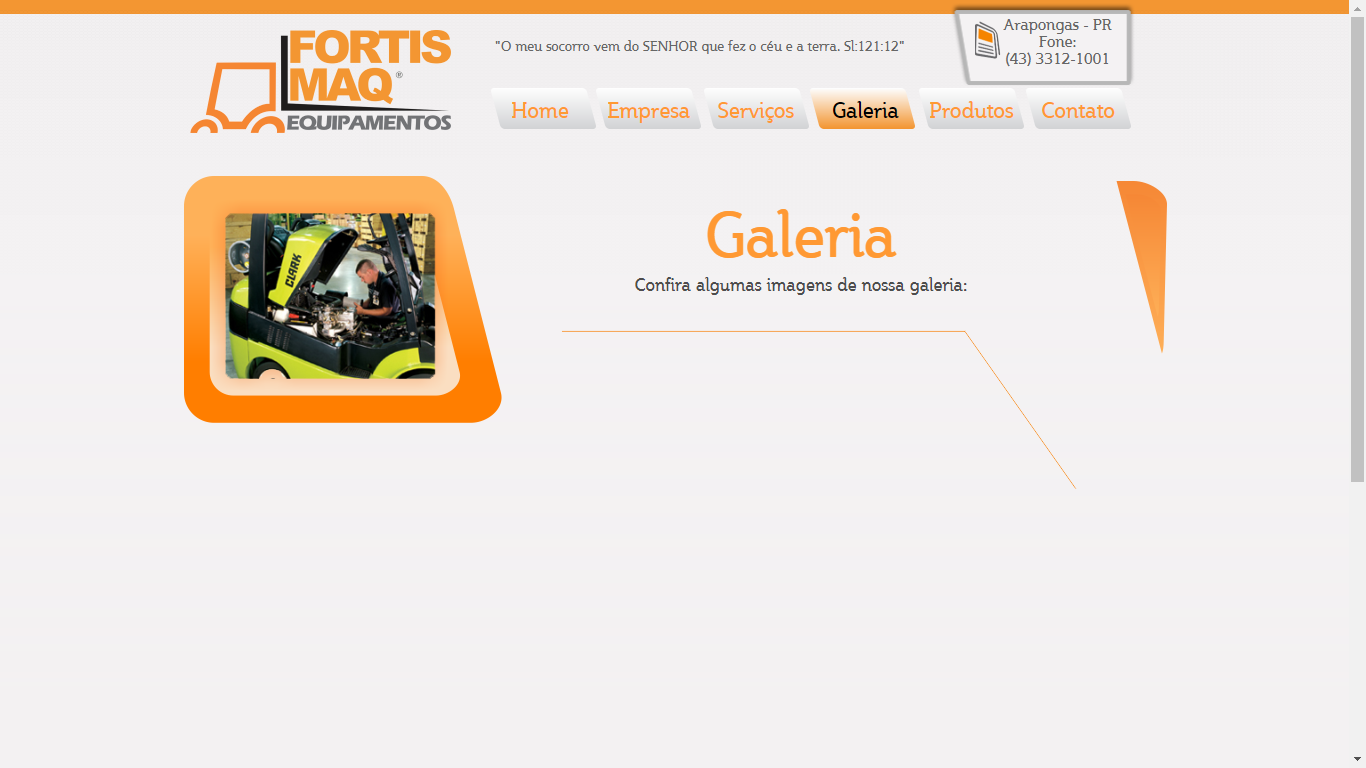 FORTIS
MAQ®
EQUIPAMENTOS
"O meu socorro vem do SENHOR que fez o céu e a terra. Sl:121:12"
Arapongas - PR
Fone:
(43) 3312-1001
Home Empresa Serviços Galeria Produtos Contato
CLARK
Galeria
Confira algumas imagens de nossa galeria: